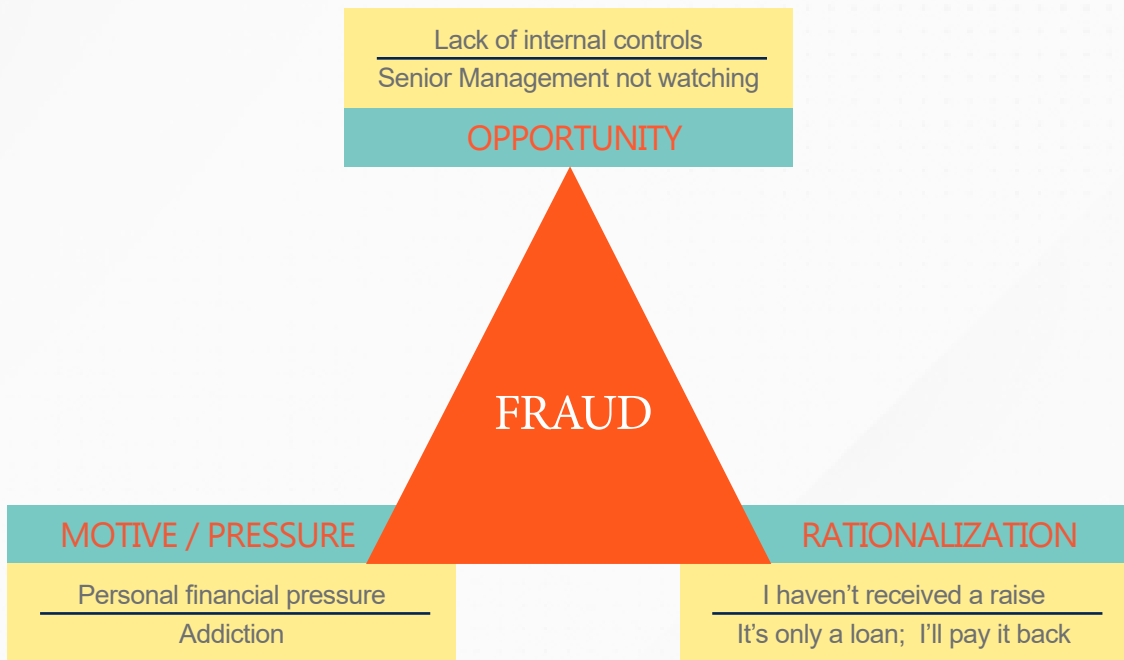 Lack of internal controls
Senior Management not watching
OPPORTUNITY
FRAUD
MOTIVE / PRESSURE
Personal financial pressure
Addiction
RATIONALIZATION
I haven’t received a raise
It’s only a loan;  I’ll pay it back